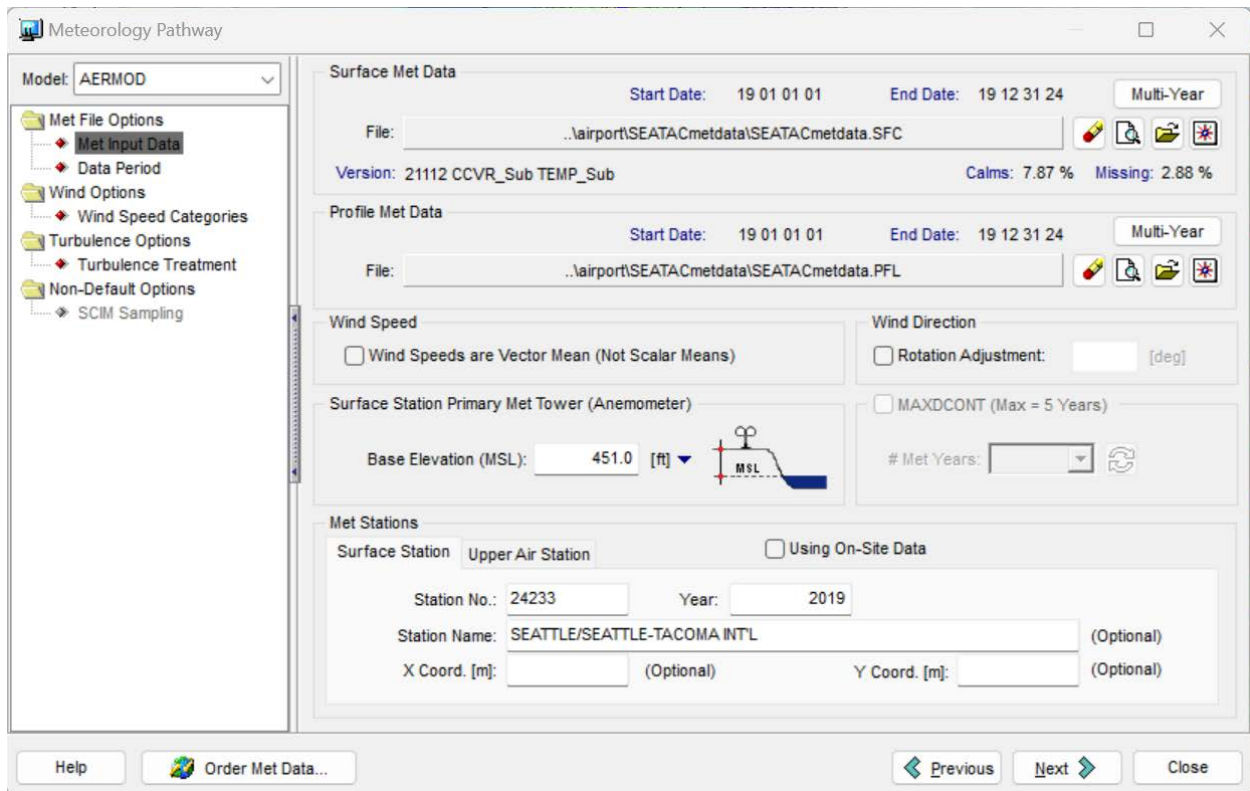 Meteorology Pathway
Model: AERMOD
Met File Options
Met Input Data
Data Period
Wind Options
Wind Speed Categories
Turbulence Options
Turbulence Treatment
Non-Default Options
SCIM Sampling
Surface Met Data
Start Date: 19 01 01 01 End Date: 19 12 31 24 Multi-Year
File: ..\airport\SEATACmetdata\SEATACmetdata.SFC
Version: 21112 CCVR_Sub TEMP_Sub Calms: 7.87 % Missing: 2.88 %
Profile Met Data
Start Date: 19 01 01 01 End Date: 19 12 31 24 Multi-Year
File: ..\airport\SEATACmetdata\SEATACmetdata.PFL
Wind Speed
Wind Speeds are Vector Mean (Not Scalar Means)
Wind Direction
Rotation Adjustment: [deg]
Surface Station Primary Met Tower (Anemometer)
Base Elevation (MSL): 451.0 [ft]
MSL
MAXDCONT (Max = 5 Years)
# Met Years:
Met Stations
Surface Station Upper Air Station Using On-Site Data
Station No.: 24233 Year: 2019
Station Name: SEATTLE/SEATTLE-TACOMA INT'L (Optional)
X Coord. [m]: (Optional) Y Coord. [m]: (Optional)
Help Order Met Data... Previous Next Close